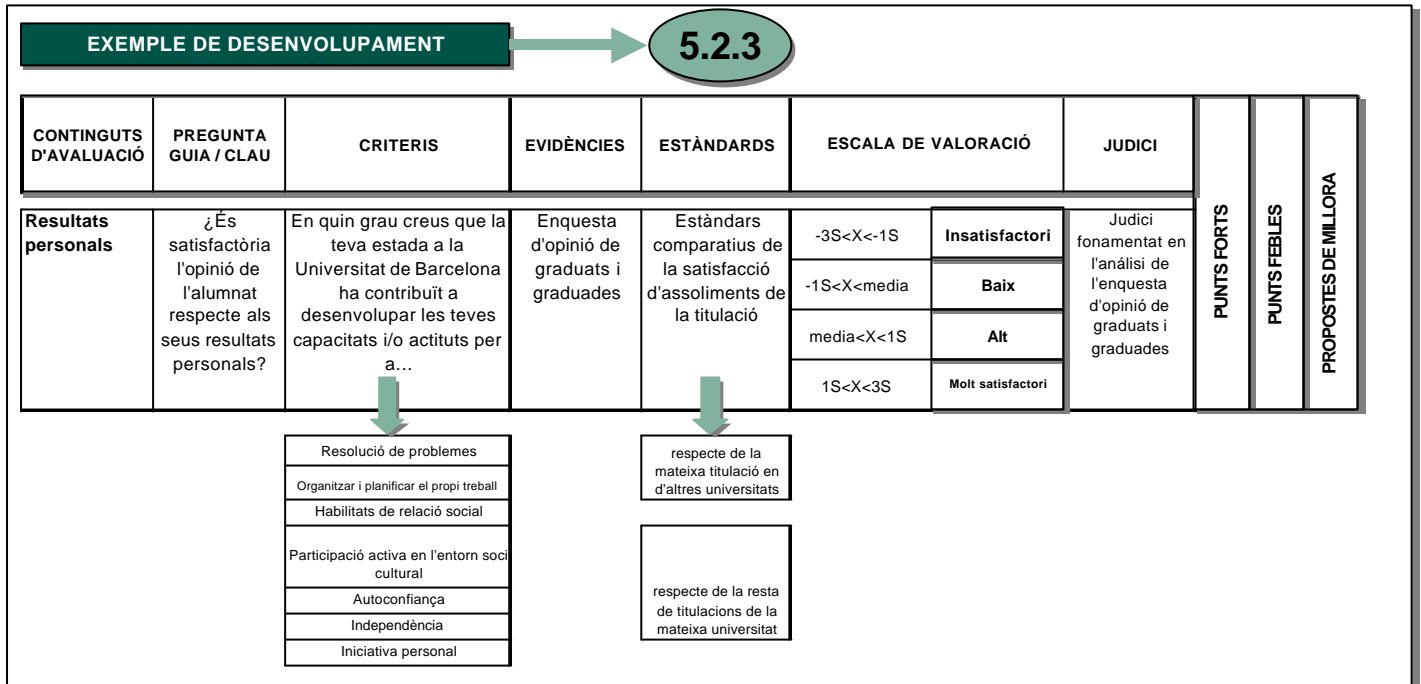 EXEMPLE DE DESENVOLUPAMENT
5.2.3
CONTINGUTS
D'AVALUACIÓ
PREGUNTA
GUIA / CLAU
CRITERIS
EVIDÈNCIES
ESTÀNDARDS
ESCALA DE VALORACIÓ
JUDICI
PUNTS FORTS
PUNTS FEBLES
PROPOSTES DE MILLORA
Resultats
personals
¿És
satisfactòria
l'opinió de
l'alumnat
respecte als
seus resultats
personals?
En quin grau creus que la
teva estada a la
Universitat de Barcelona
ha contribuït a
desenvolupar les teves
capacitats i/o actituts per
a...
Enquesta
d'opinió de
graduats i
graduades
Estàndars
comparatius de
la satisfacció
d'assoliments de
la titulació
-3S<X<-1S
Insatisfactori
-1S<X<media
Baix
media<X<1S
Alt
1S<X<3S
Molt satisfactori
Judici
fonamentat en
l'análisi de
l'enquesta
d'opinió de
graduats i
graduades
Resolució de problemes
Organitzar i planificar el propi treball
Habilitats de relació social
Participació activa en l'entorn soci
cultural
Autoconfiança
Independència
Iniciativa personal
respecte de la
mateixa titulació en
d'altres universitats
respecte de la resta
de titulacions de la
mateixa universitat